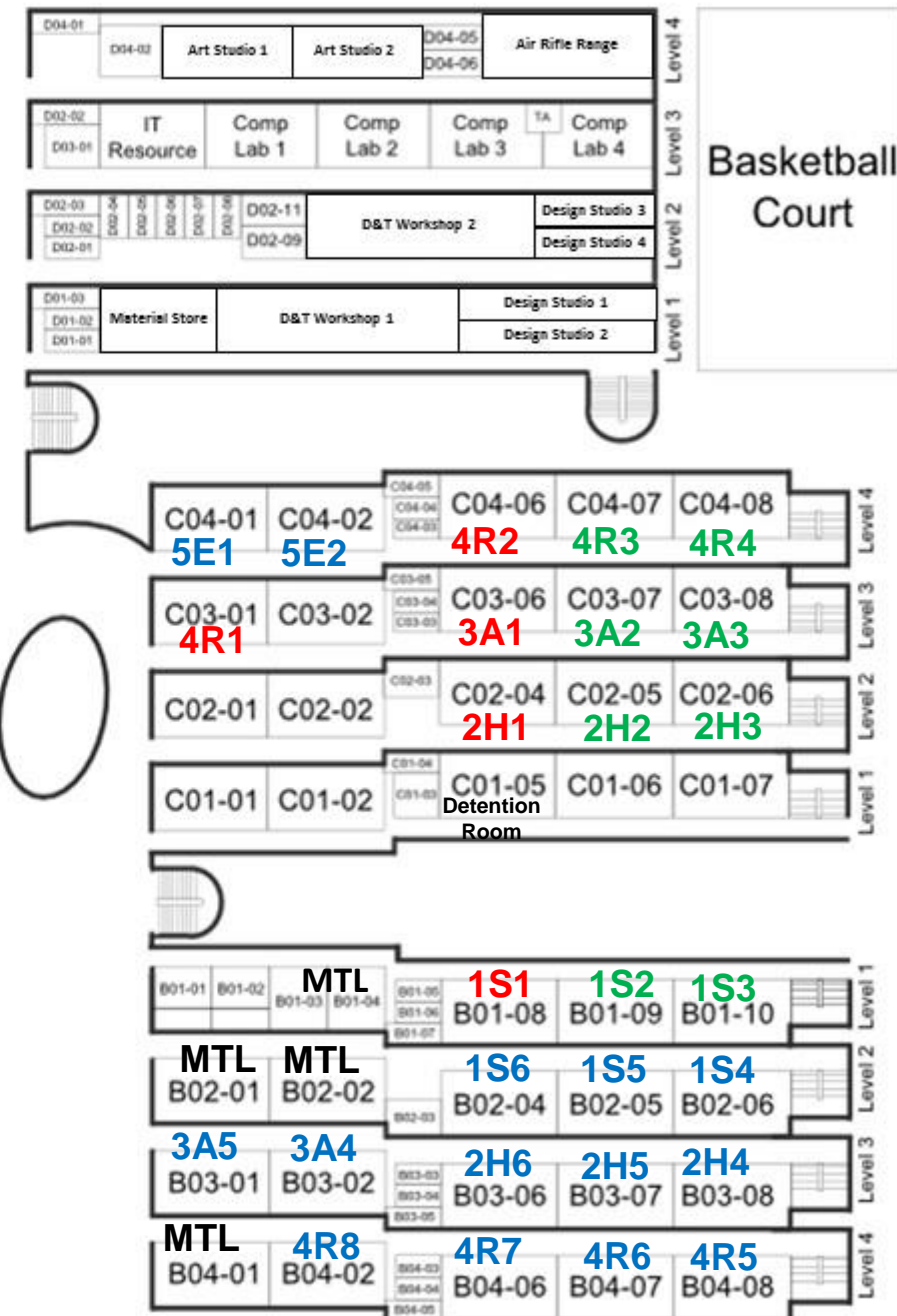 D04-01
D04-02
Art Studio 1
Art Studio 2
D04-05
D04-06
Air Rifle Range
Level 4
D02-02
D03-01
IT
Resource
Comp
Lab 1
Comp
Lab 2
Comp
Lab 3
TA
Comp
Lab 4
Level 3
Basketball
Court
D02-03
D02-02
D02-01
D02-04
D02-05
D02-06
D02-07
D02-08
D02-11
D02-09
D&T Workshop 2
Design Studio 3
Design Studio 4
Level 2
D01-03
D01-02
D01-01
Material Store
D&T Workshop 1
Design Studio 1
Design Studio 2
Level 1
C04-01
5E1
C04-02
5E2
C04-05
C04-04
C04-03
C04-06
4R2
C04-07
4R3
C04-08
4R4
Level 4
C03-01
4R1
C03-02
C03-05
C03-04
C03-03
C03-06
3A1
C03-07
3A2
C03-08
3A3
Level 3
C02-01
C02-02
C02-03
C02-04
2H1
C02-05
2H2
C02-06
2H3
Level 2
C01-01
C01-02
C01-04
C01-03
C01-05
Detention
Room
C01-06
C01-07
Level 1
B01-01
B01-02
MTL
B01-03
B01-04
B01-05
B01-06
B01-07
1S1
B01-08
1S2
B01-09
1S3
B01-10
Level 1
MTL
B02-01
MTL
B02-02
B02-03
1S6
B02-04
1S5
B02-05
1S4
B02-06
Level 2
3A5
B03-01
3A4
B03-02
B03-03
B03-04
B03-05
2H6
B03-06
2H5
B03-07
2H4
B03-08
Level 3
MTL
B04-01
4R8
B04-02
B04-03
B04-04
B04-05
4R7
B04-06
4R6
B04-07
4R5
B04-08
Level 4